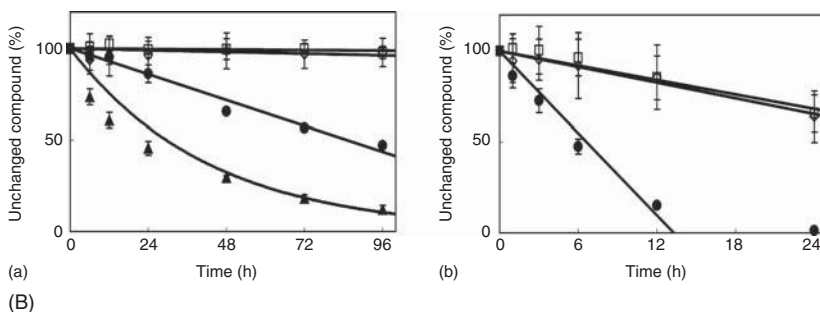 Unchanged compound (%)
100
50
0
0 24 48 72 96
Time (h)
(a)
Unchanged compound (%)
100
50
0
0 6 12 18 24
Time (h)
(b)
(B)